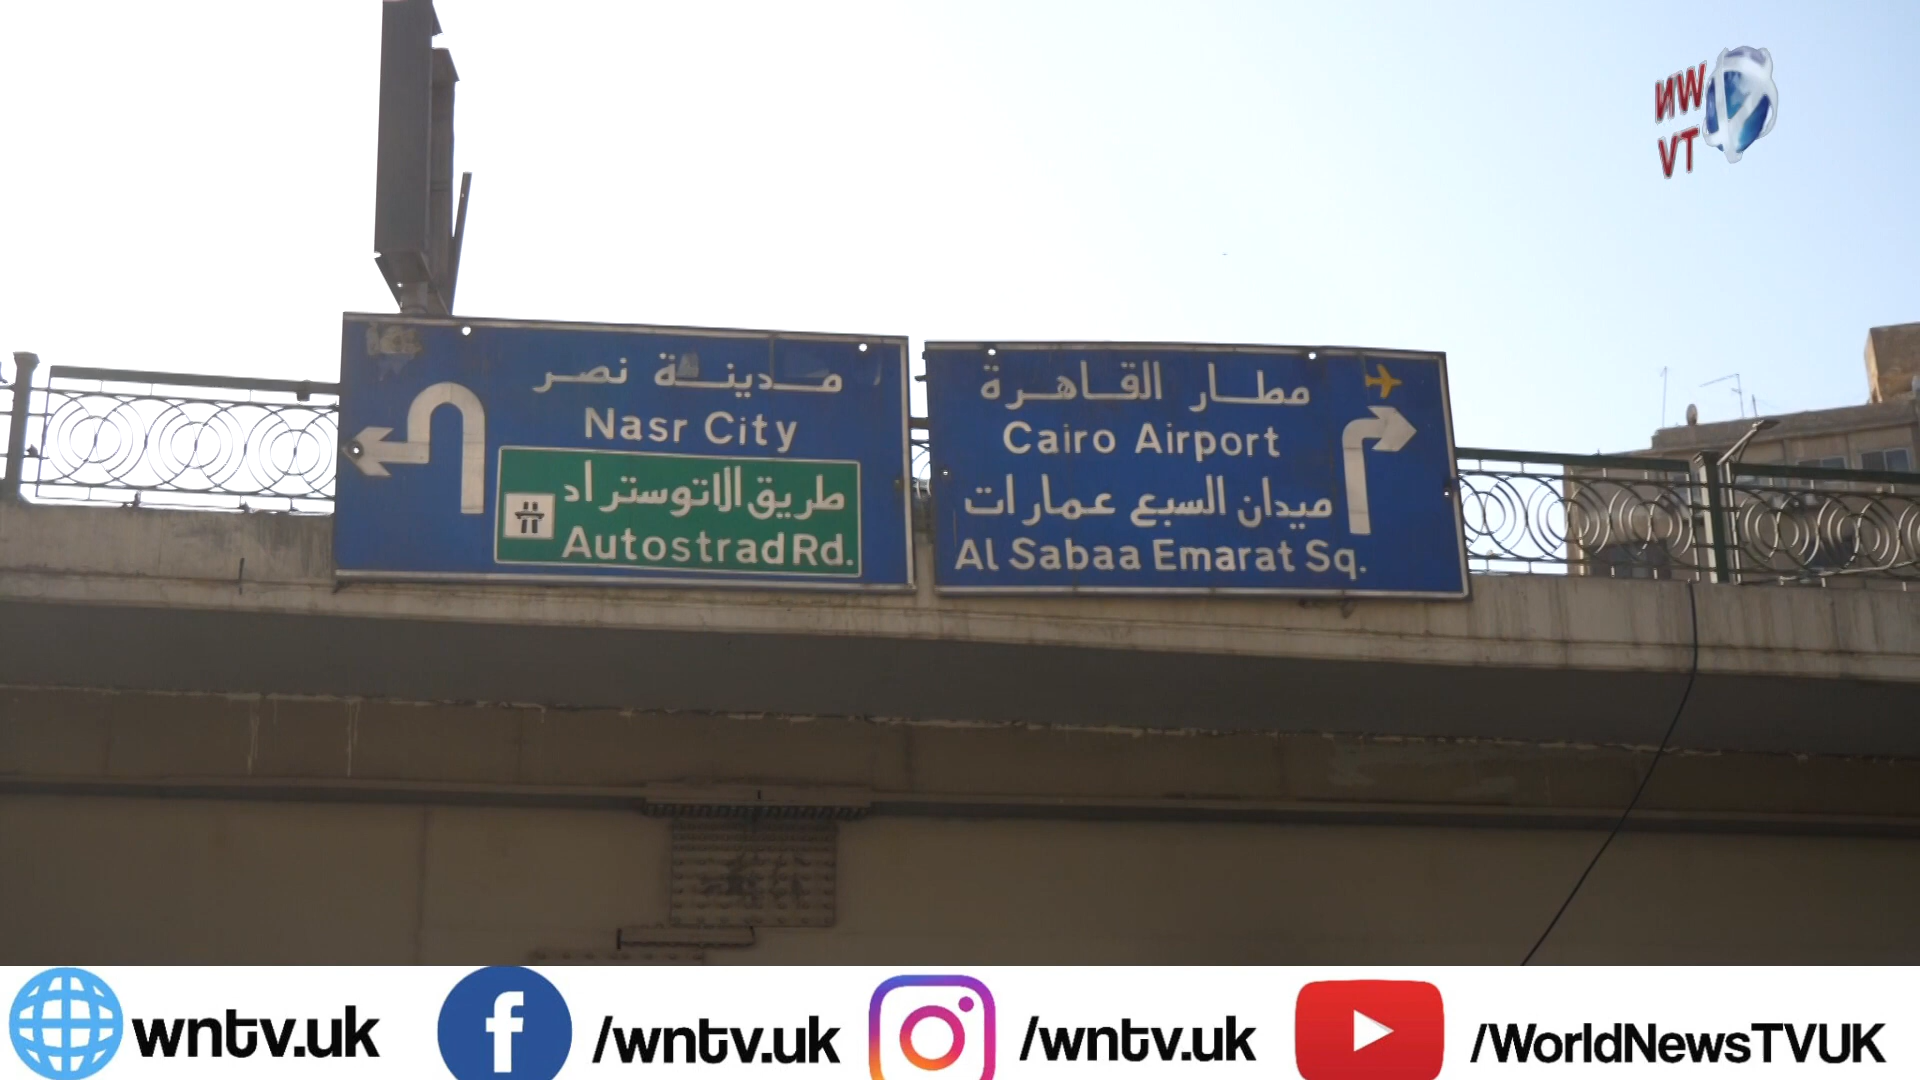 مدينة نصر
Nasr City
طريق الاتوستراد
Autostrad Rd.
مطار القاهرة
Cairo Airport
ميدان السبع عمارات
Al Sabaa Emarat Sq.
wntv.uk
/wntv.uk
/wntv.uk
/WorldNewsTVUK